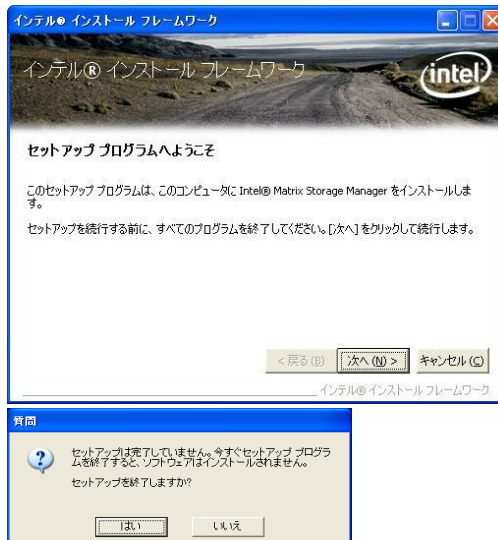 インテル® インストール フレームワーク
インテル® インストール フレームワーク
intel
セットアップ プログラムへようこそ
このセットアップ プログラムは、このコンピュータに Intel® Matrix Storage Manager をインストールしま
す。
セットアップを続行する前に、すべてのプログラムを終了してください。[次へ] をクリックして続行します。
< 戻る (B)
次へ (N) >
キャンセル (C)
インテル® インストール フレームワーク
質問
セットアップは完了していません。今すぐセットアップ プログラ
ムを終了すると、ソフトウェアはインストールされません。
セットアップを終了しますか?
はい
いいえ